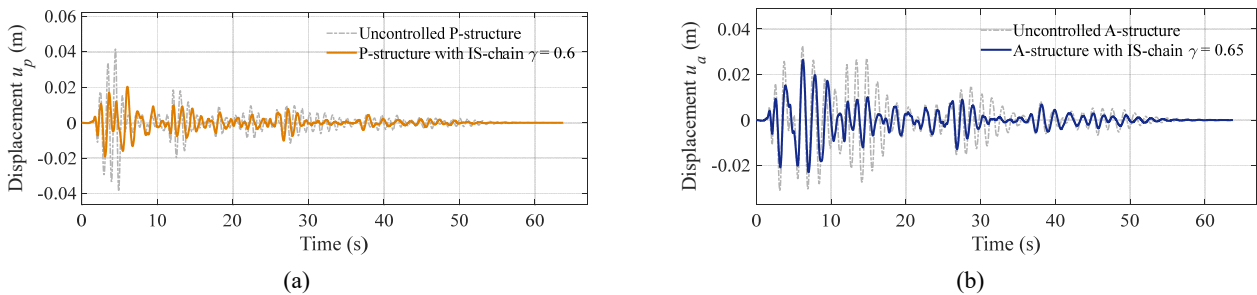 0.06
0.04
0.02
0
-0.02
-0.04
Displacement u_p (m)
Uncontrolled P-structure
P-structure with IS-chain γ = 0.6
0 10 20 30 40 50 60
Time (s)
(a)
0.04
0.02
0
-0.02
Displacement u_a (m)
Uncontrolled A-structure
A-structure with IS-chain γ = 0.65
0 10 20 30 40 50 60
Time (s)
(b)